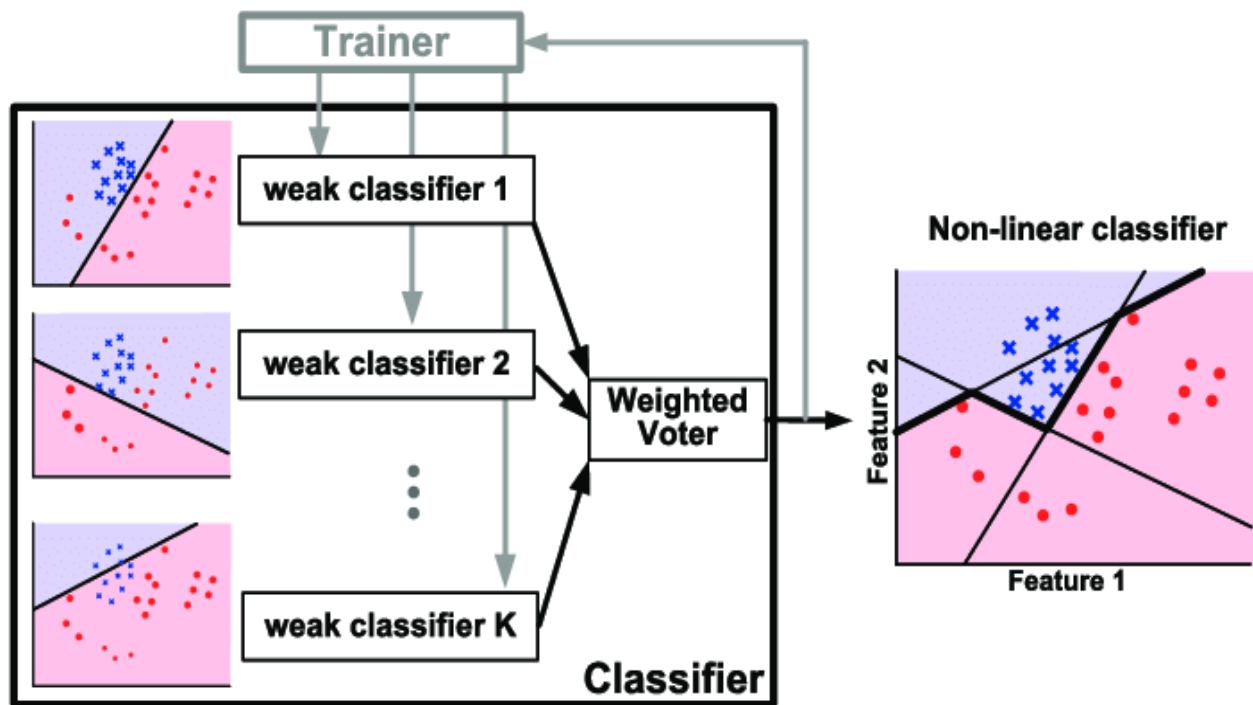 Trainer
weak classifier 1
weak classifier 2
weak classifier K
Weighted
Voter
Classifier
Non-linear classifier
Feature 2
Feature 1